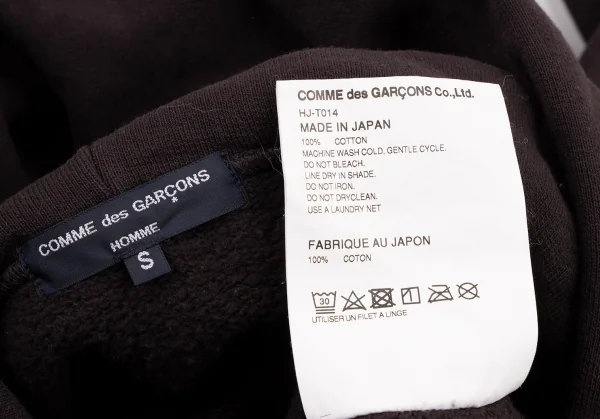 COMME des GARÇONS
HOMME
S
COMME des GARÇONS Co.,Ltd.
HJ-T014
MADE IN JAPAN
100% COTTON
MACHINE WASH COLD, GENTLE CYCLE.
DO NOT BLEACH.
LINE DRY IN SHADE.
DO NOT IRON.
DO NOT DRYCLEAN.
USE A LAUNDRY NET
FABRIQUE AU JAPON
100% COTON
30
UTILISER UN FILET A LINGE